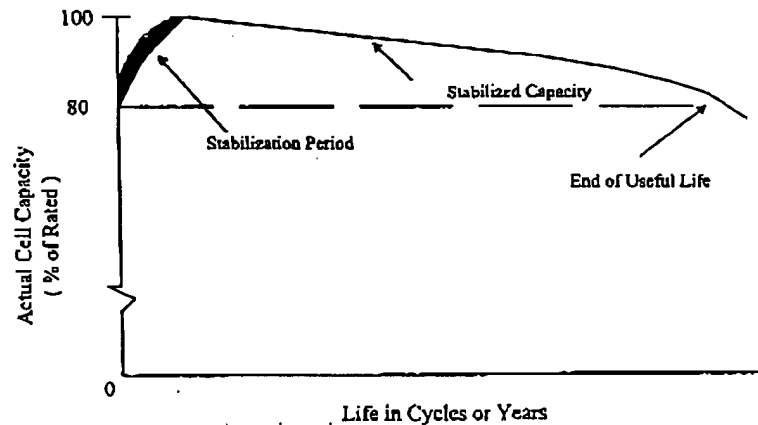 100
Stabilized Capacity
80
Stabilization Period
End of Useful Life
Actual Cell Capacity
( % of Rated )
0
Life in Cycles or Years